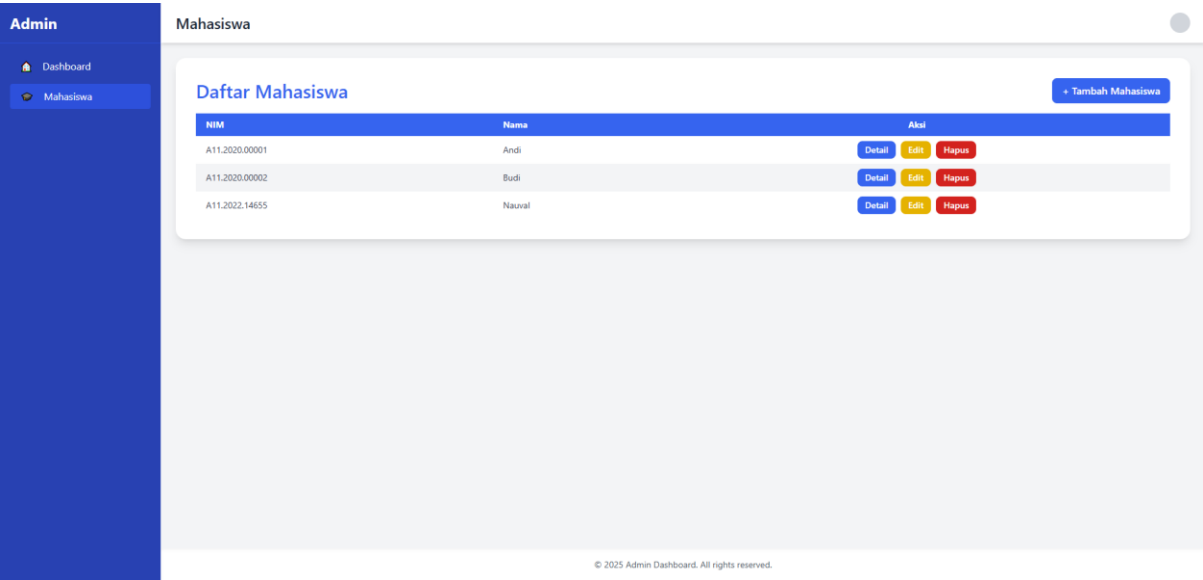 Admin
Mahasiswa
Dashboard
Mahasiswa
Daftar Mahasiswa
+ Tambah Mahasiswa
NIM Nama Aksi
A11.2020.00001 Andi Detail Edit Hapus
A11.2020.00002 Budi Detail Edit Hapus
A11.2022.14655 Nauval Detail Edit Hapus
© 2025 Admin Dashboard. All rights reserved.